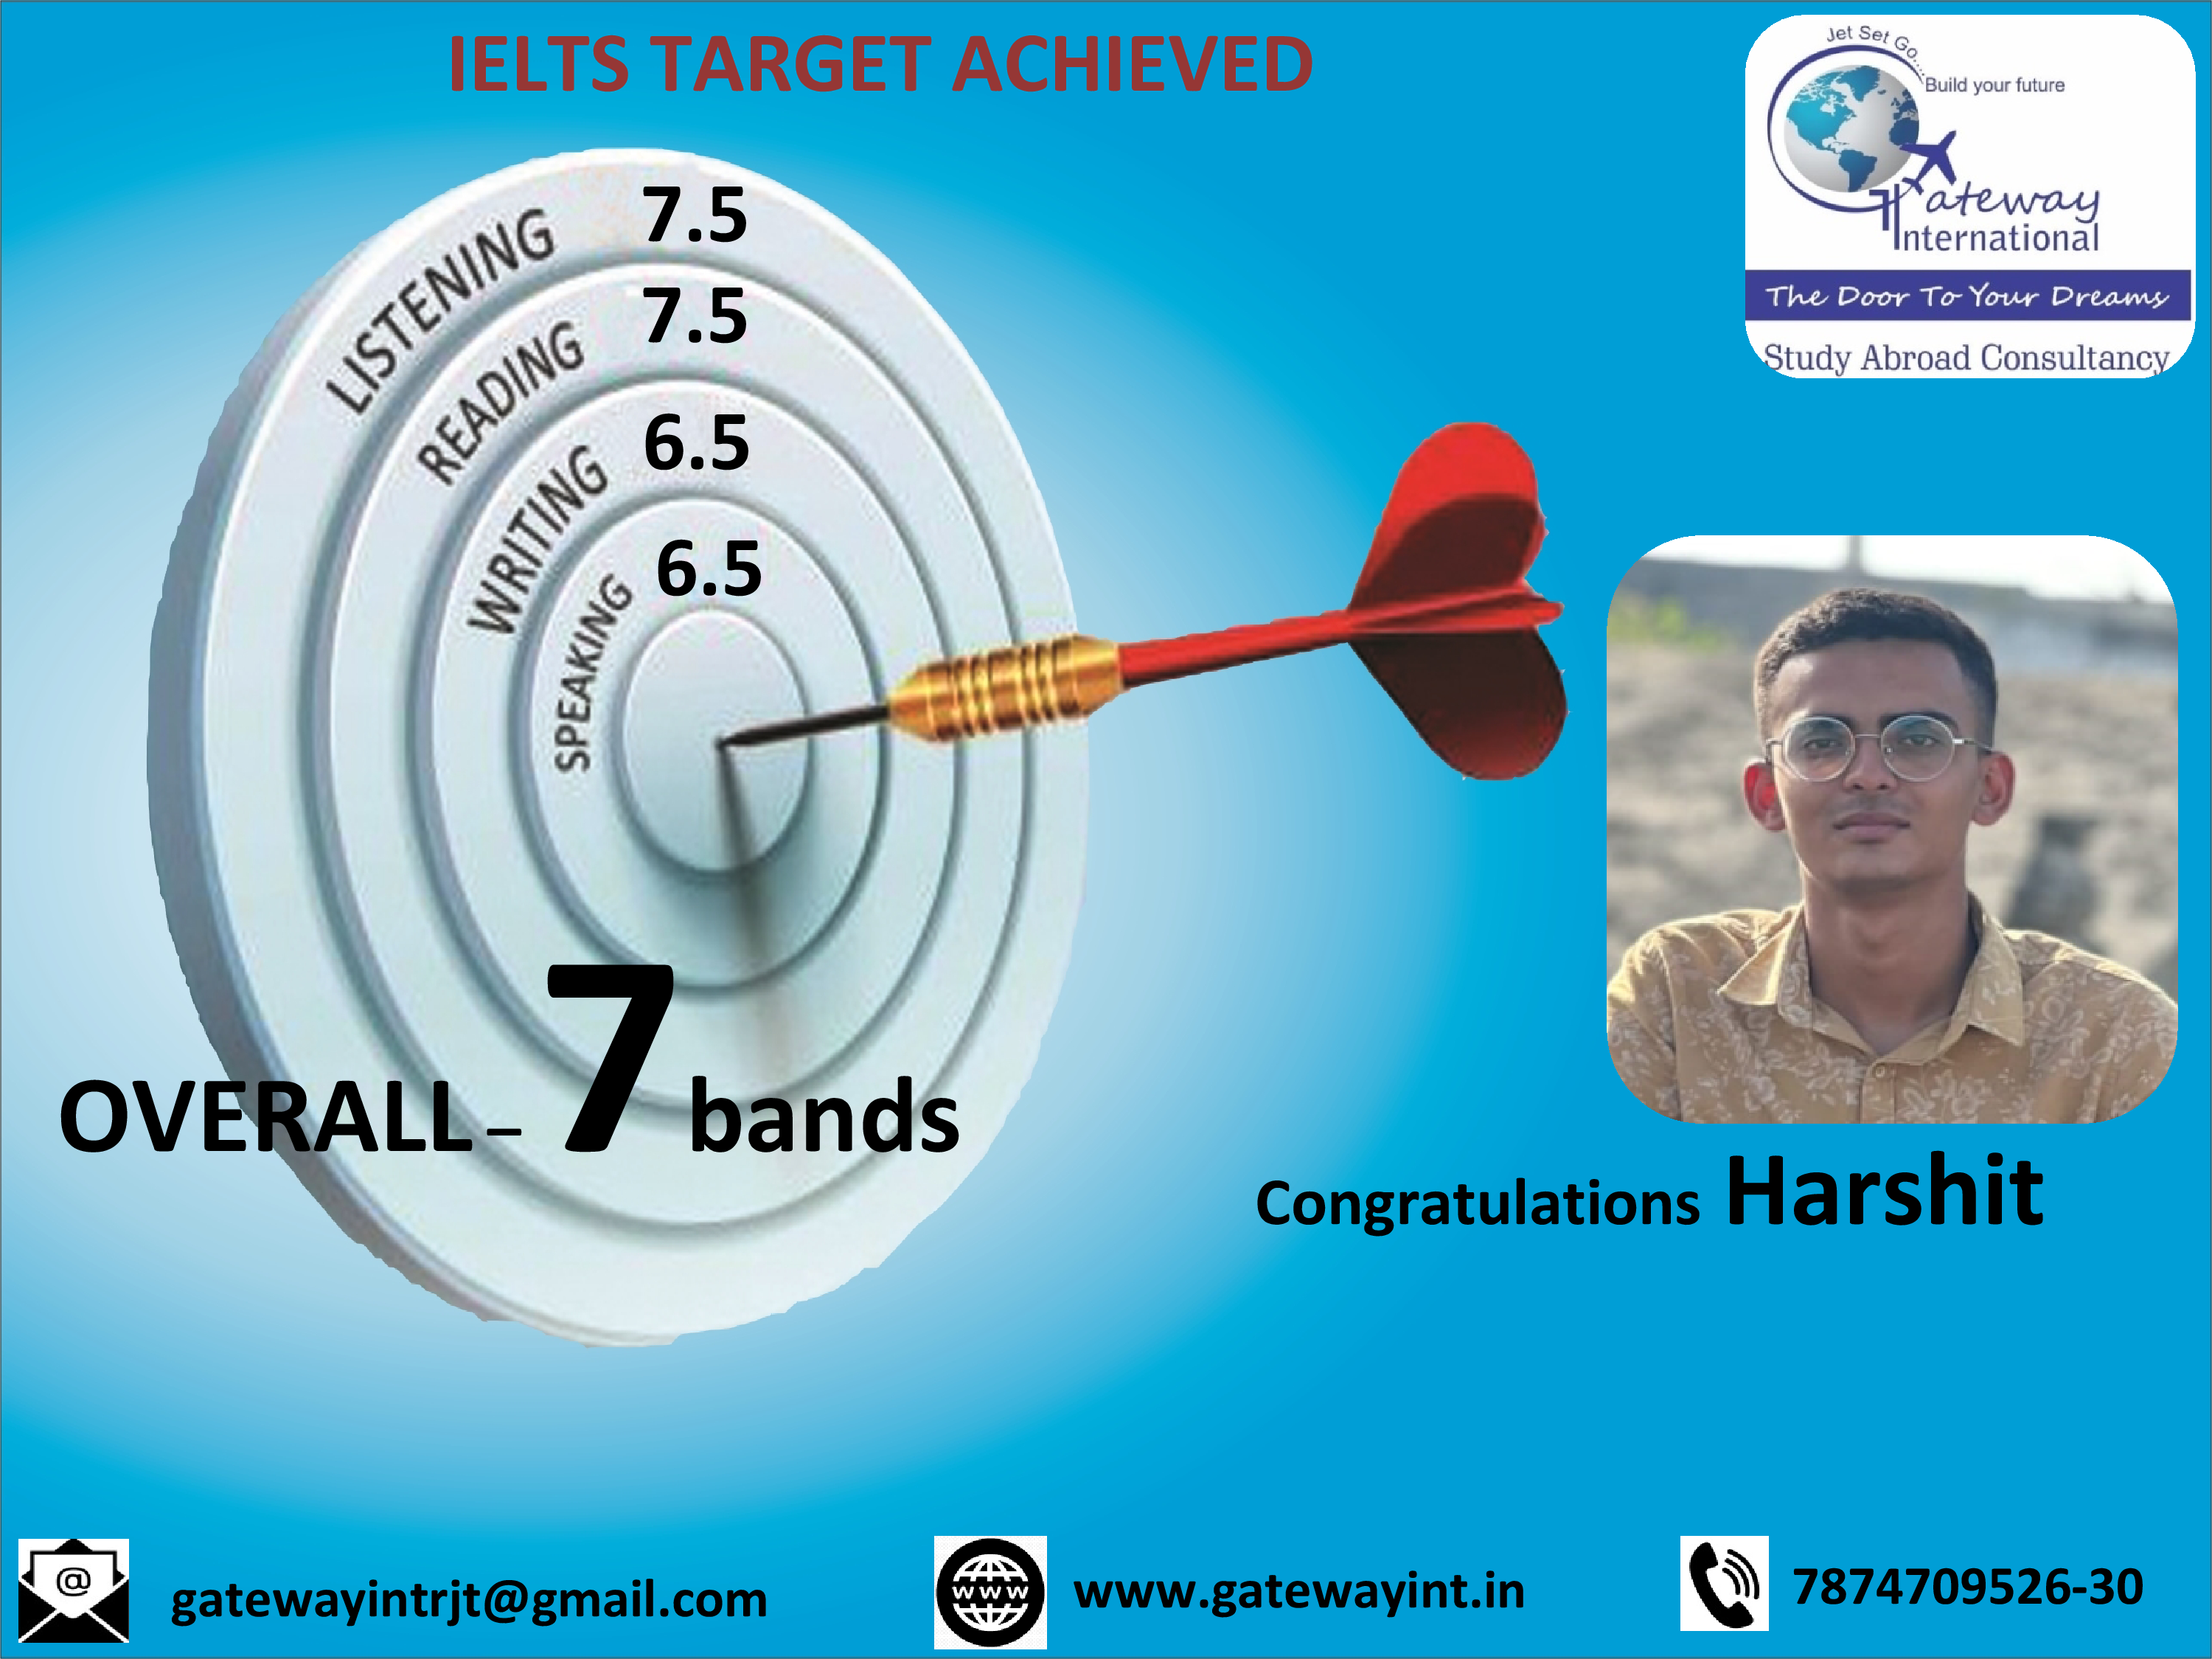 IELTS TARGET ACHIEVED
Jet Set Go....
Build your future
Gateway
International
The Door To Your Dreams
Study Abroad Consultancy
LISTENING 7.5
READING 7.5
WRITING 6.5
SPEAKING 6.5
OVERALL – 7 bands
Congratulations Harshit
@
gatewayintrjt@gmail.com
WWW
www.gatewayint.in
7874709526-30